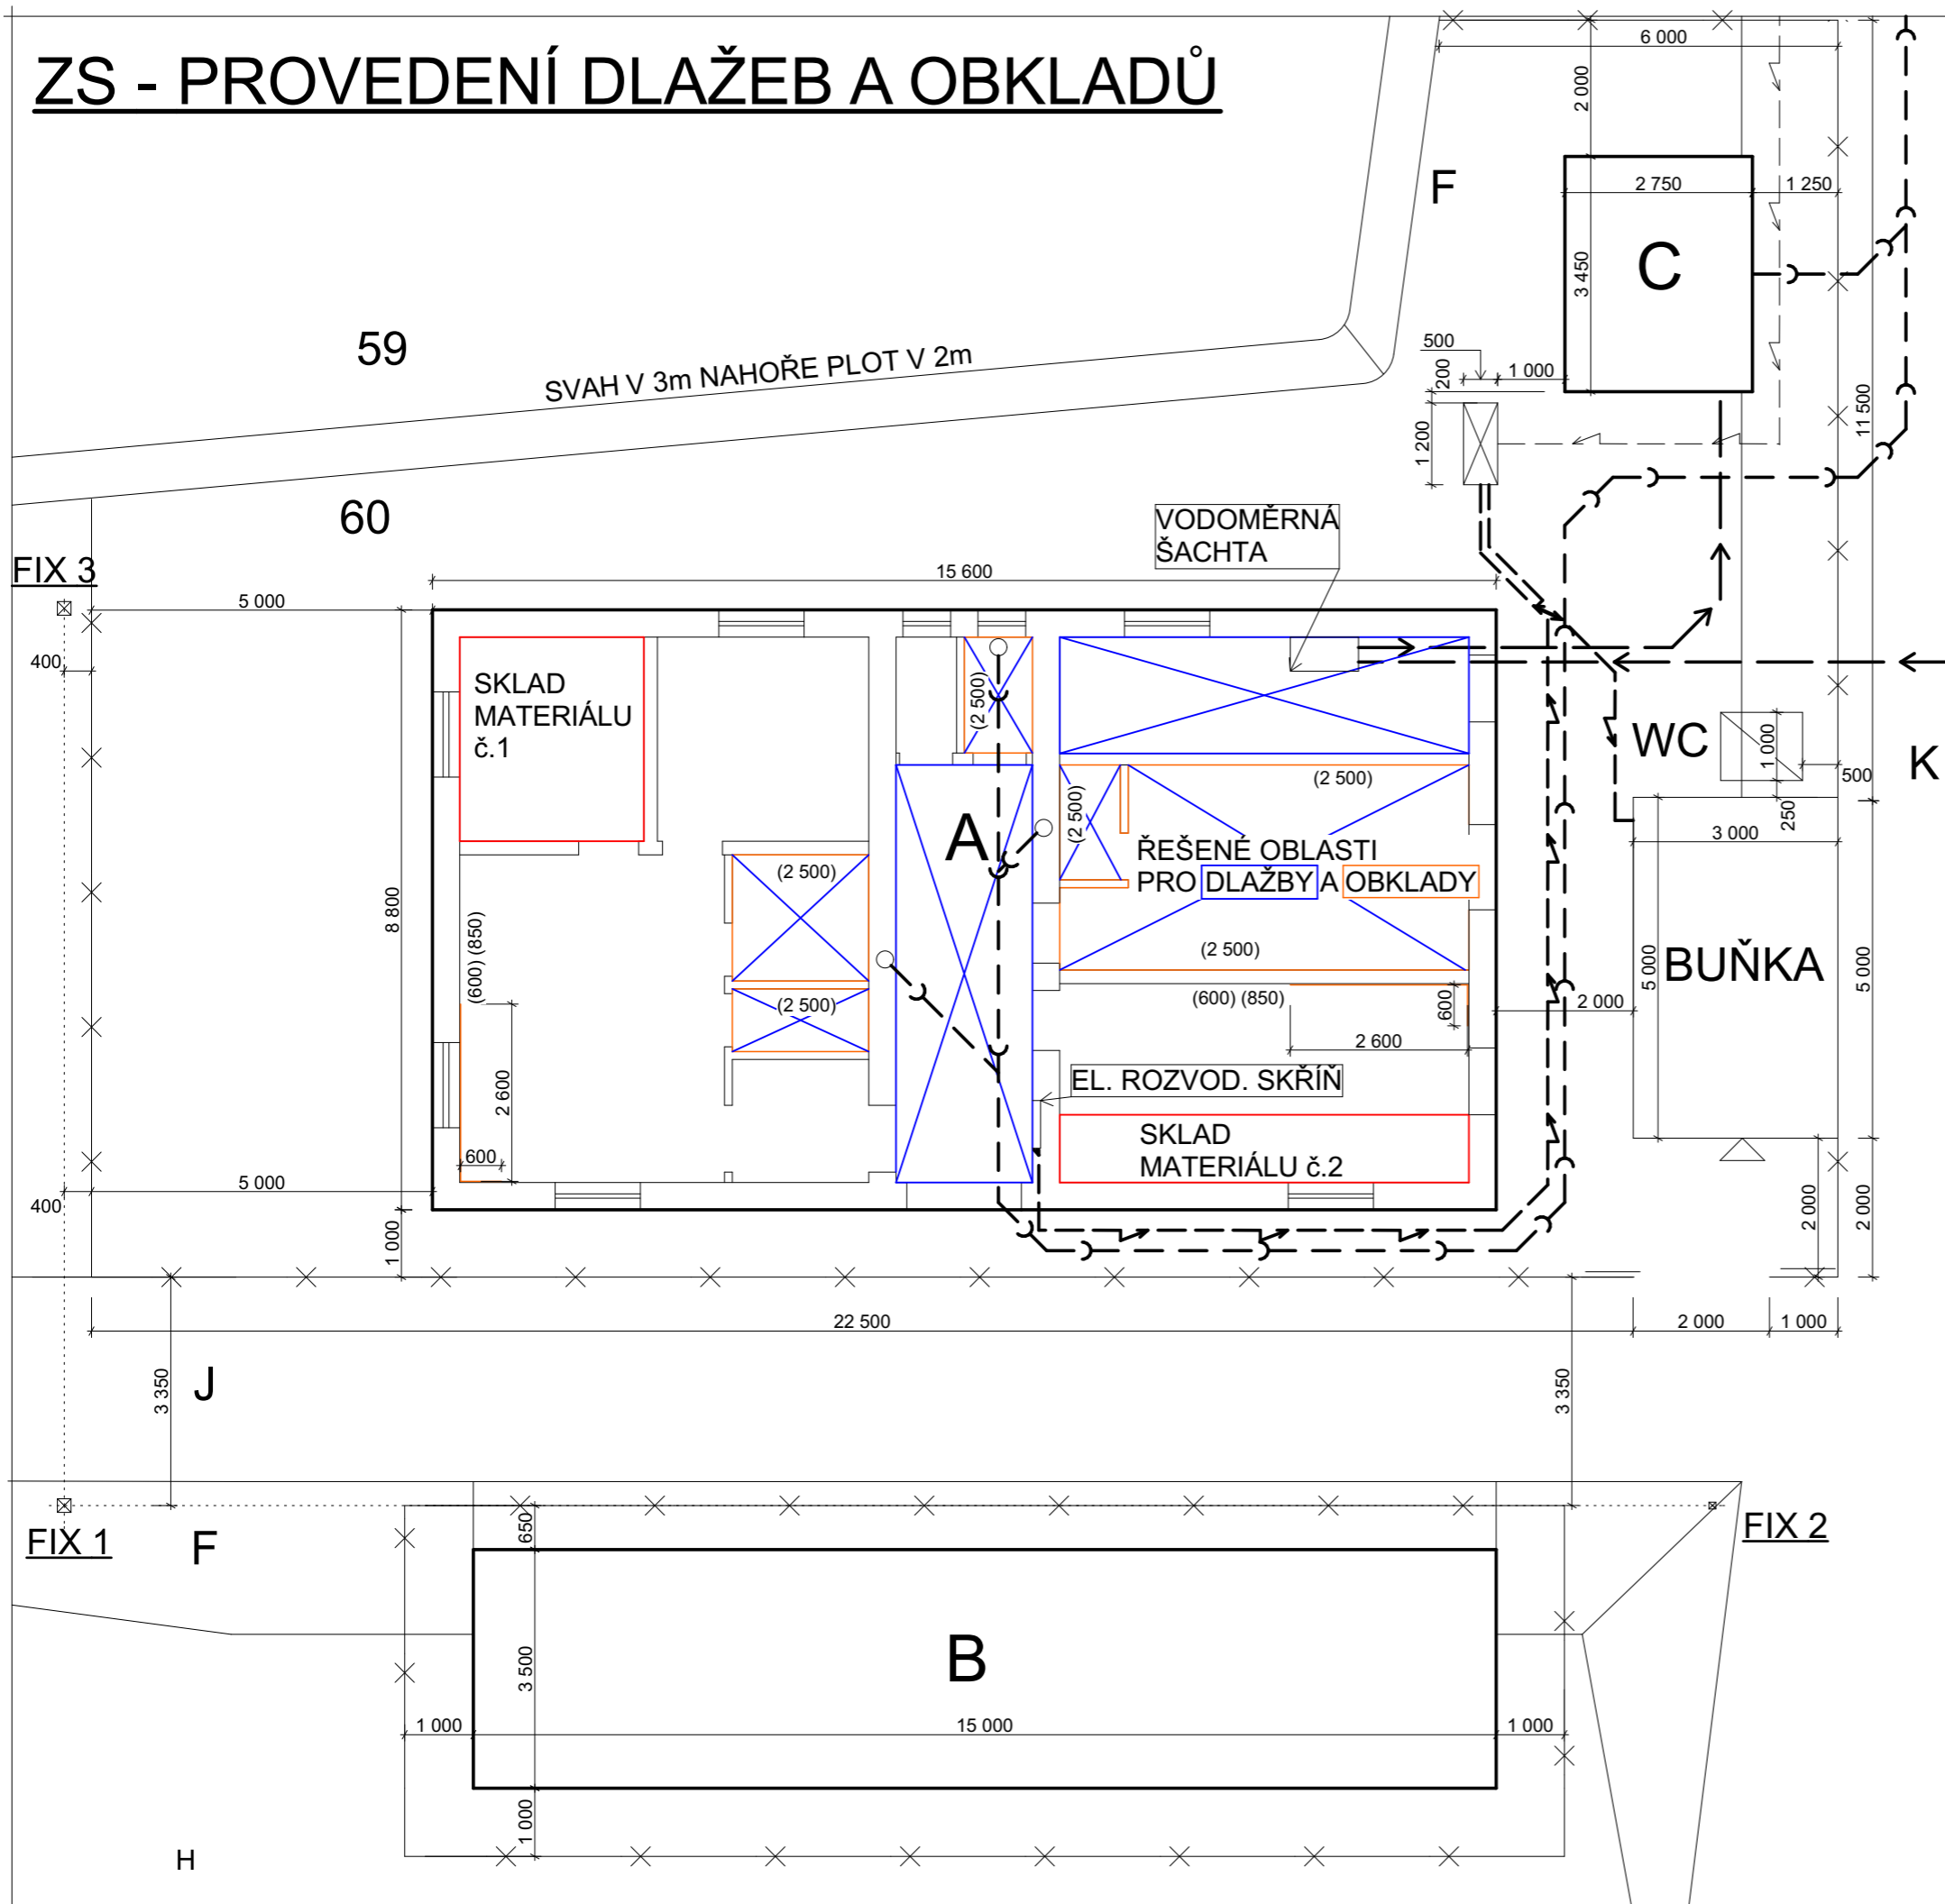 ZS - PROVEDENÍ DLAŽEB A OBKLADŮ
6 000
2 000
F
2 750
1 250
C
3 450
59
SVAH V 3m NAHOŘE PLOT V 2m
500
200
1 000
11 500
1 200
60
VODOMĚRNÁ
ŠACHTA
FIX 3
15 600
5 000
400
SKLAD
MATERIÁLU
č.1
(2 500)
WC
1 000
500
K
250
(2 500)
(2 500)
A
ŘEŠENÉ OBLASTI
PRO DLAŽBY A OBKLADY
3 000
(2 500)
8 800
(600) (850)
(2 500)
5 000
BUŇKA
5 000
(2 500)
(600) (850)
600
2 000
2 600
2 600
EL. ROZVOD. SKŘÍŇ
SKLAD
MATERIÁLU č.2
600
5 000
400
1 000
2 000
2 000
22 500
2 000
1 000
3 350
J
3 350
FIX 1
F
650
FIX 2
B
3 500
1 000
15 000
1 000
1 000
H